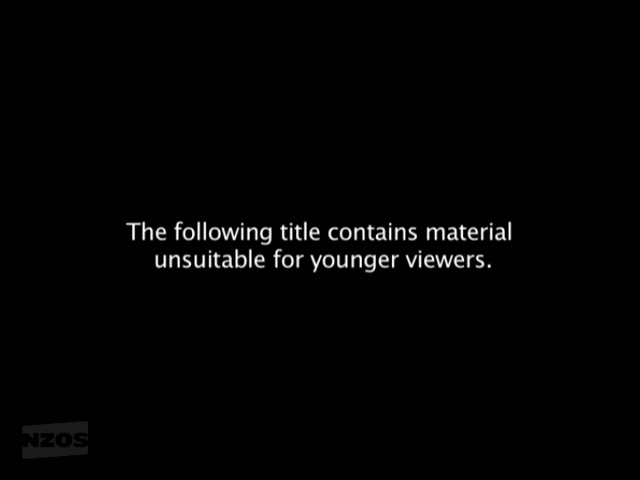 The following title contains material
unsuitable for younger viewers.
NZOS